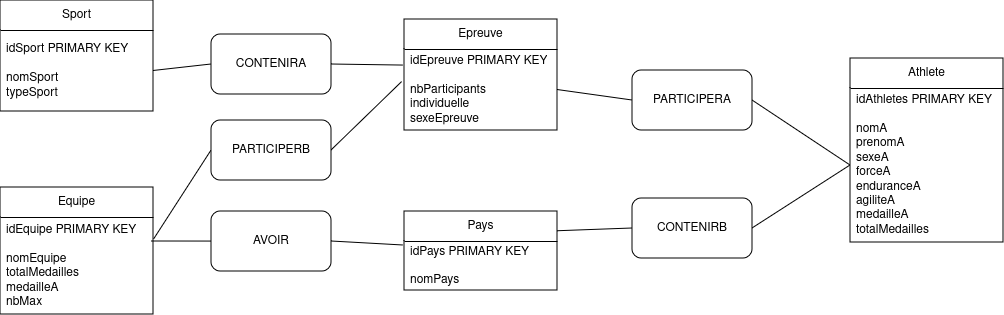 Sport
idSport PRIMARY KEY
nomSport
typeSport
CONTENIRA
Epreuve
idEpreuve PRIMARY KEY
nbParticipants
individuelle
sexeEpreuve
PARTICIPERA
Athlete
idAthletes PRIMARY KEY
nomA
prenomA
sexeA
forceA
enduranceA
agiliteA
medailleA
totalMedailles
PARTICIPERB
Equipe
idEquipe PRIMARY KEY
nomEquipe
totalMedailles
medailleA
nbMax
AVOIR
Pays
idPays PRIMARY KEY
nomPays
CONTENIRB